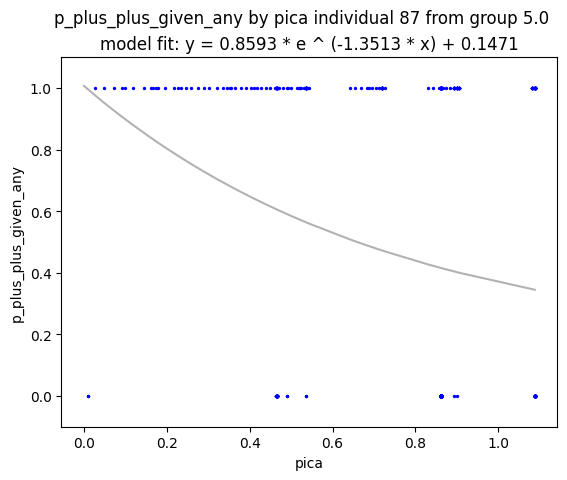 p_plus_plus_given_any by pica individual 87 from group 5.0
model fit: y = 0.8593 * e ^ (-1.3513 * x) + 0.1471
p_plus_plus_given_any
1.0
0.8
0.6
0.4
0.2
0.0
0.0 0.2 0.4 0.6 0.8 1.0
pica